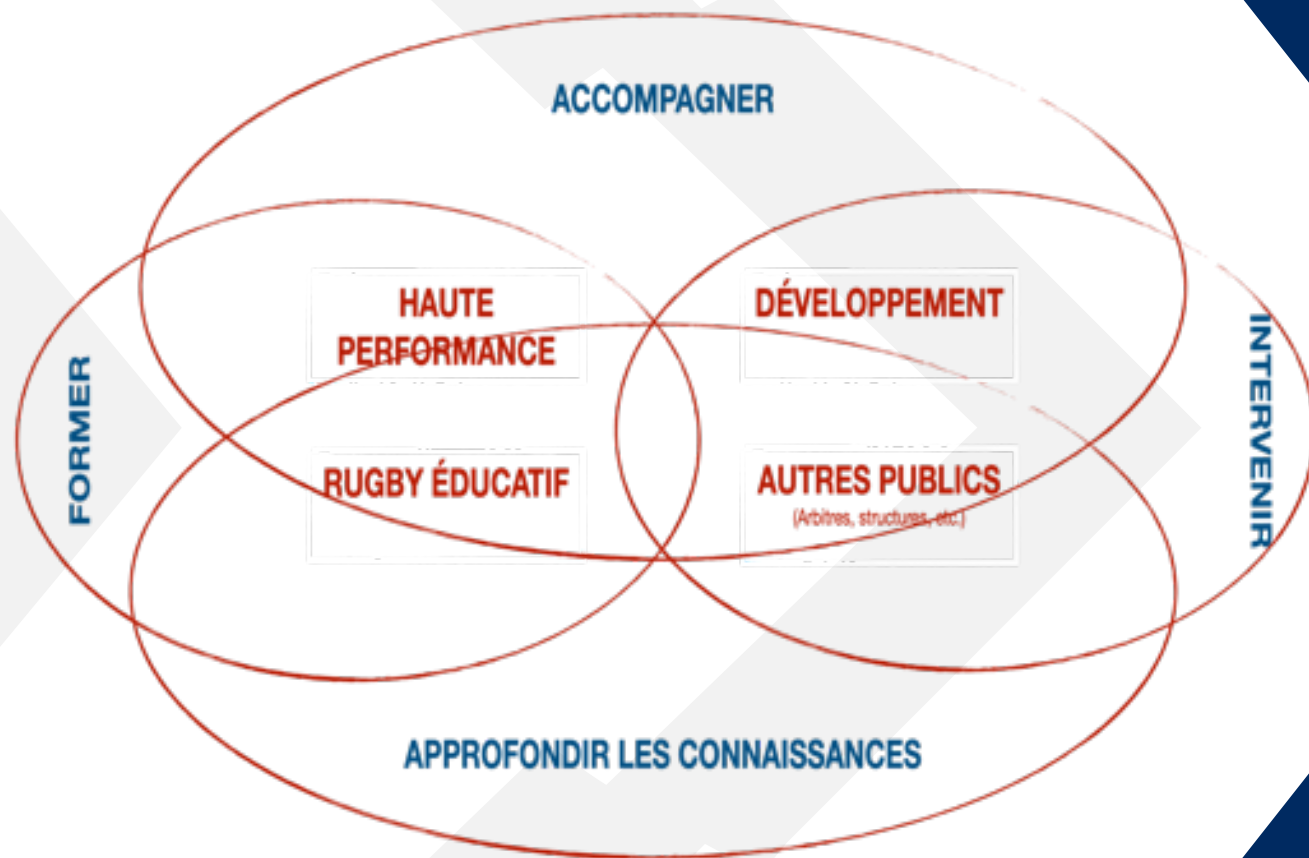 ACCOMPAGNER
HAUTE
PERFORMANCE
DÉVELOPPEMENT
FORMER
INTERVENIR
RUGBY ÉDUCATIF
AUTRES PUBLICS
(Arbitres, structures, etc.)
APPROFONDIR LES CONNAISSANCES